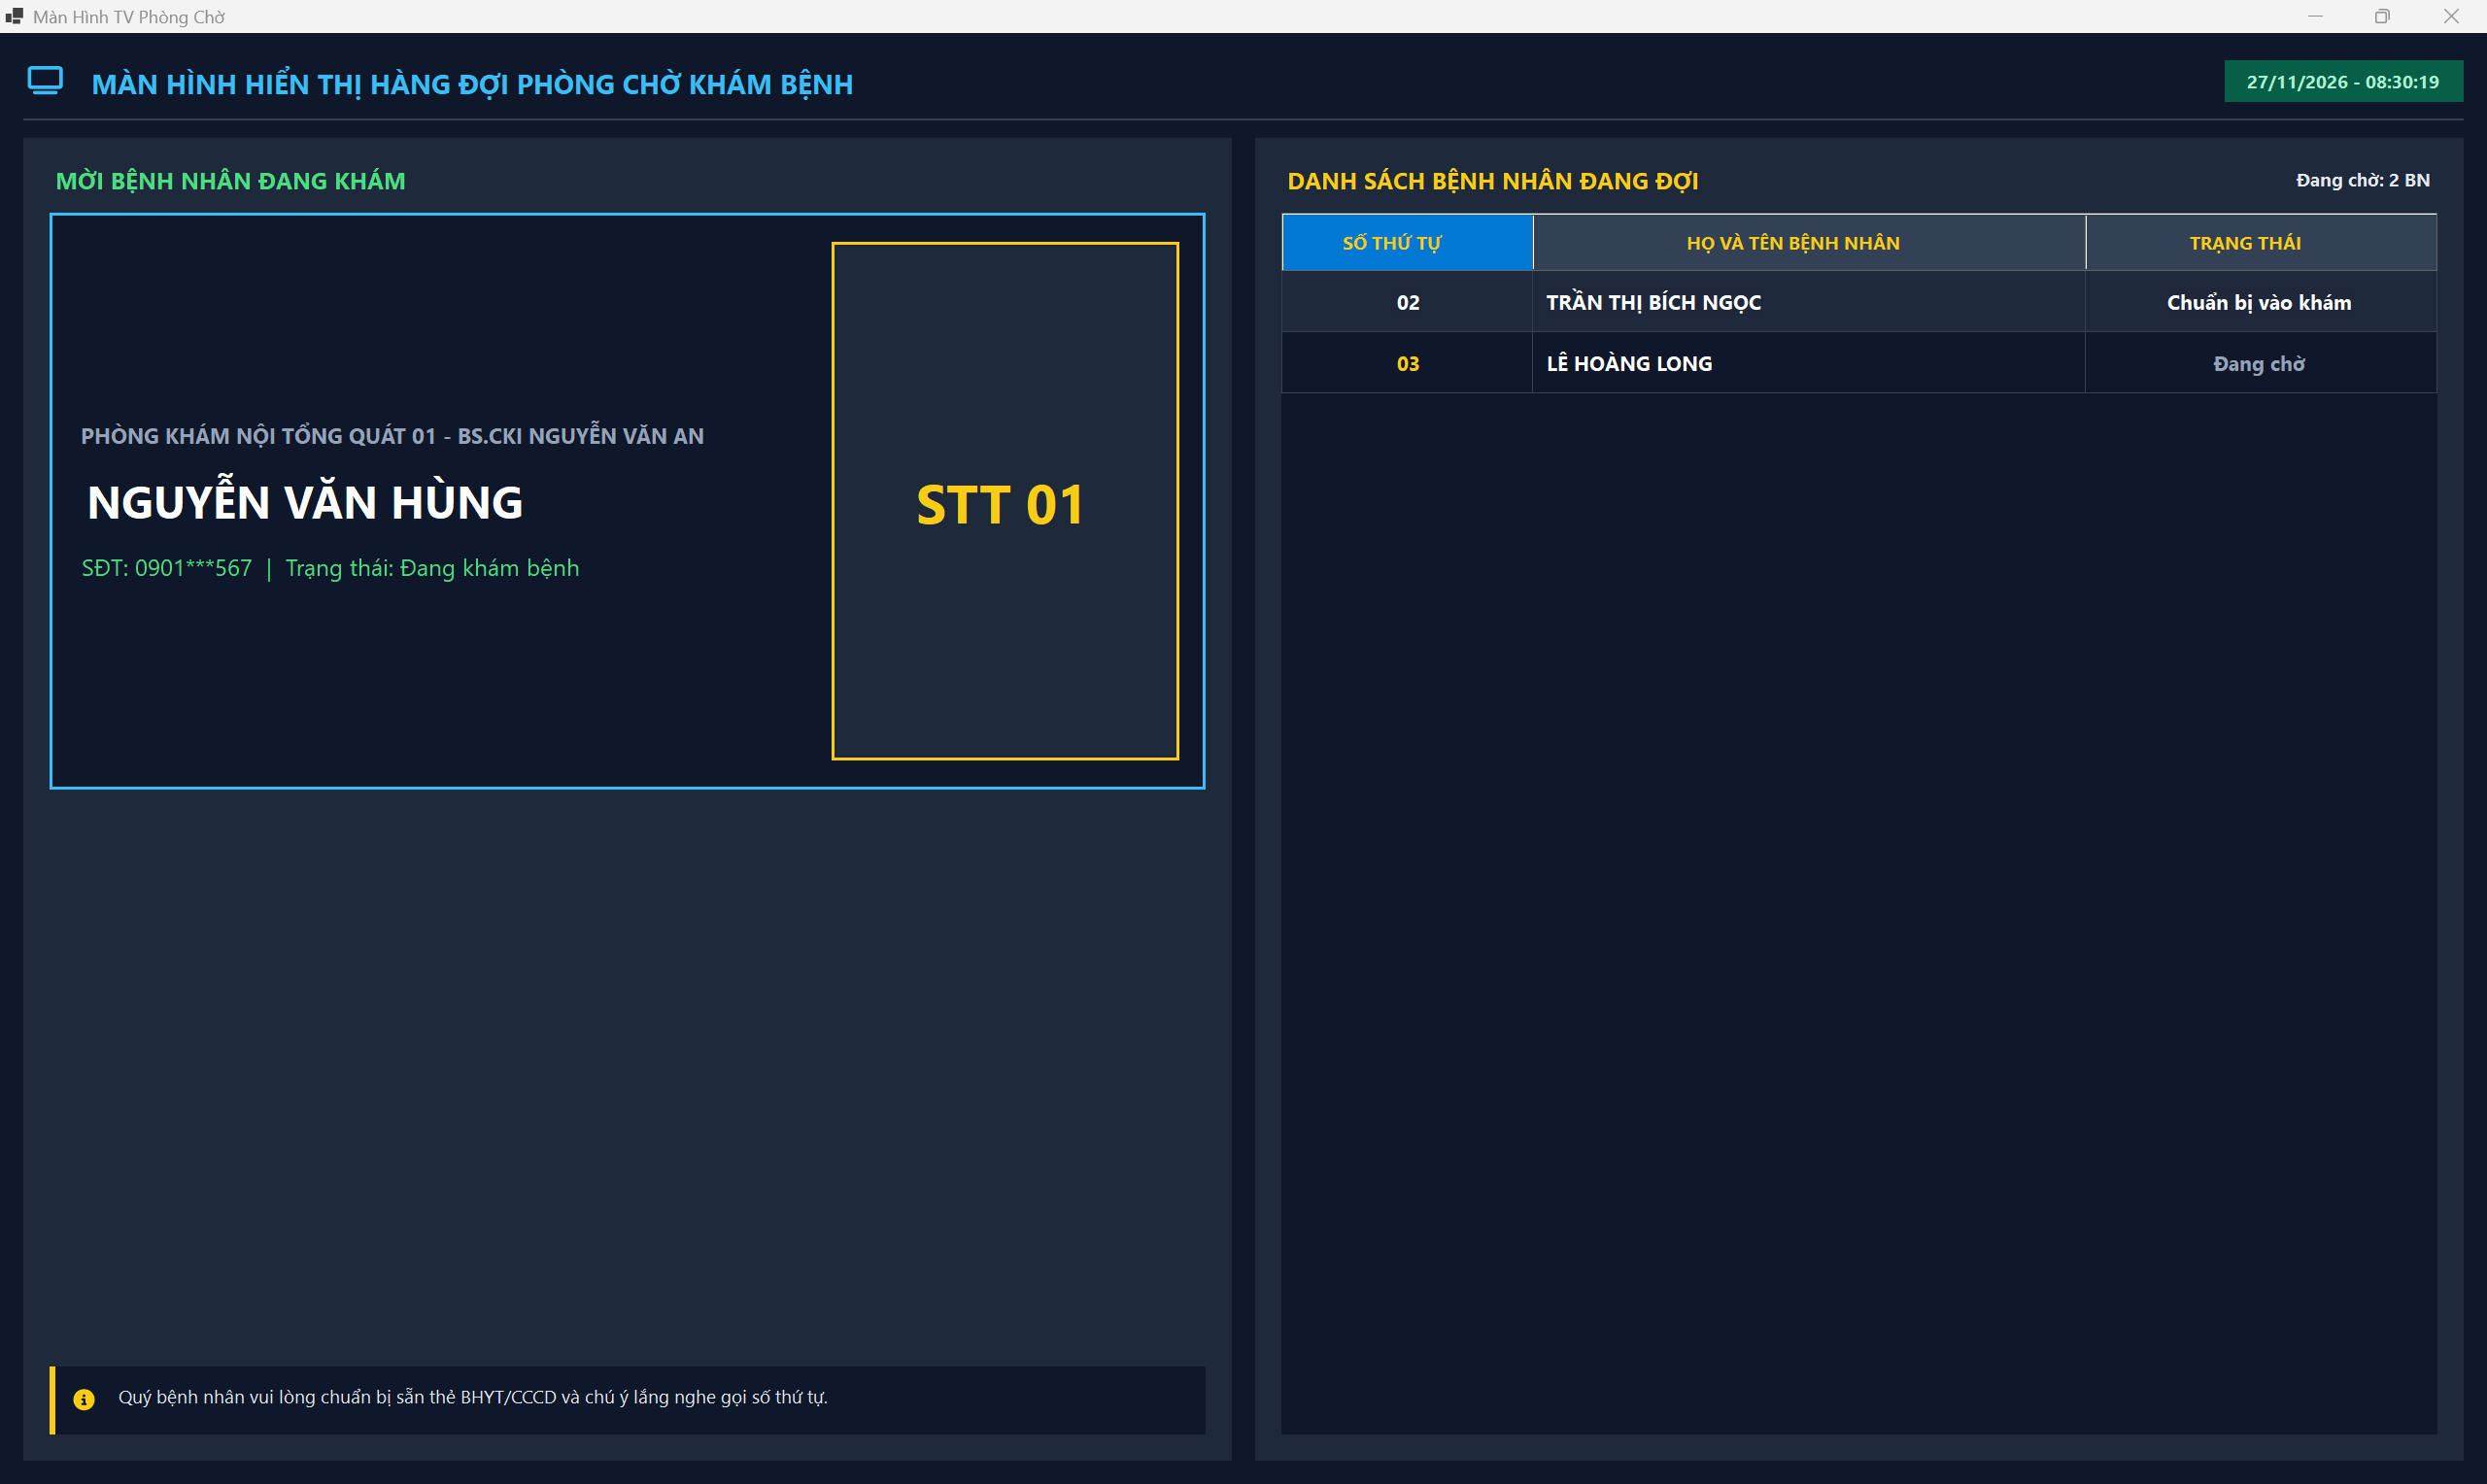 Màn Hình TV Phòng Chờ
MÀN HÌNH HIỂN THỊ HÀNG ĐỢI PHÒNG CHỜ KHÁM BỆNH
27/11/2026 - 08:30:19
MỜI BỆNH NHÂN ĐANG KHÁM
PHÒNG KHÁM NỘI TỔNG QUÁT 01 - BS.CKI NGUYỄN VĂN AN
NGUYỄN VĂN HÙNG
SĐT: 0901***567 | Trạng thái: Đang khám bệnh
STT 01
Quý bệnh nhân vui lòng chuẩn bị sẵn thẻ BHYT/CCCD và chú ý lắng nghe gọi số thứ tự.
DANH SÁCH BỆNH NHÂN ĐANG ĐỢI
Đang chờ: 2 BN
SỐ THỨ TỰ HỌ VÀ TÊN BỆNH NHÂN TRẠNG THÁI
02 TRẦN THỊ BÍCH NGỌC Chuẩn bị vào khám
03 LÊ HOÀNG LONG Đang chờ